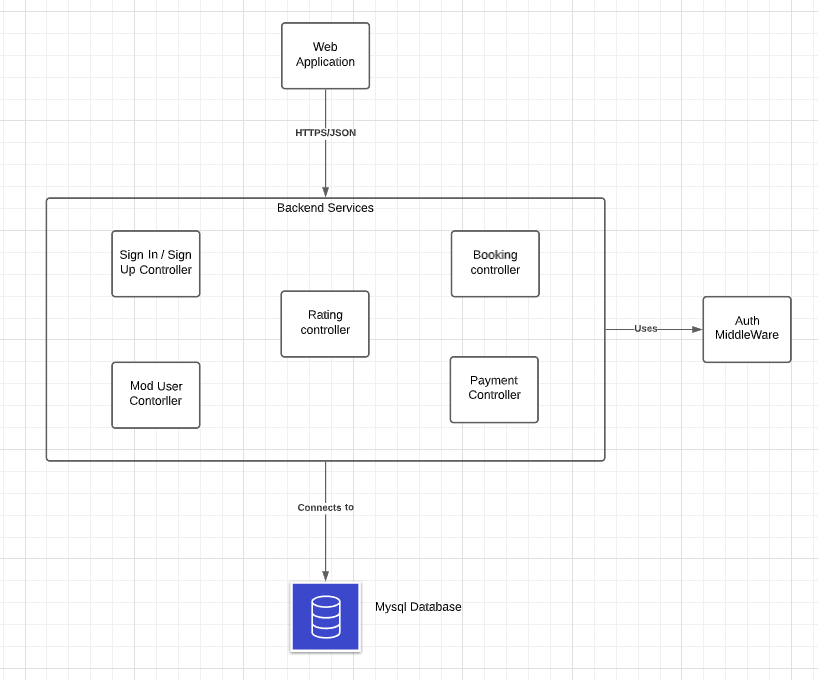 Web
Application
HTTPS/JSON
Backend Services
Sign In / Sign
Up Controller
Booking
controller
Rating
controller
Auth
MiddleWare
Uses
Mod User
Contorller
Payment
Controller
Connects to
Mysql Database